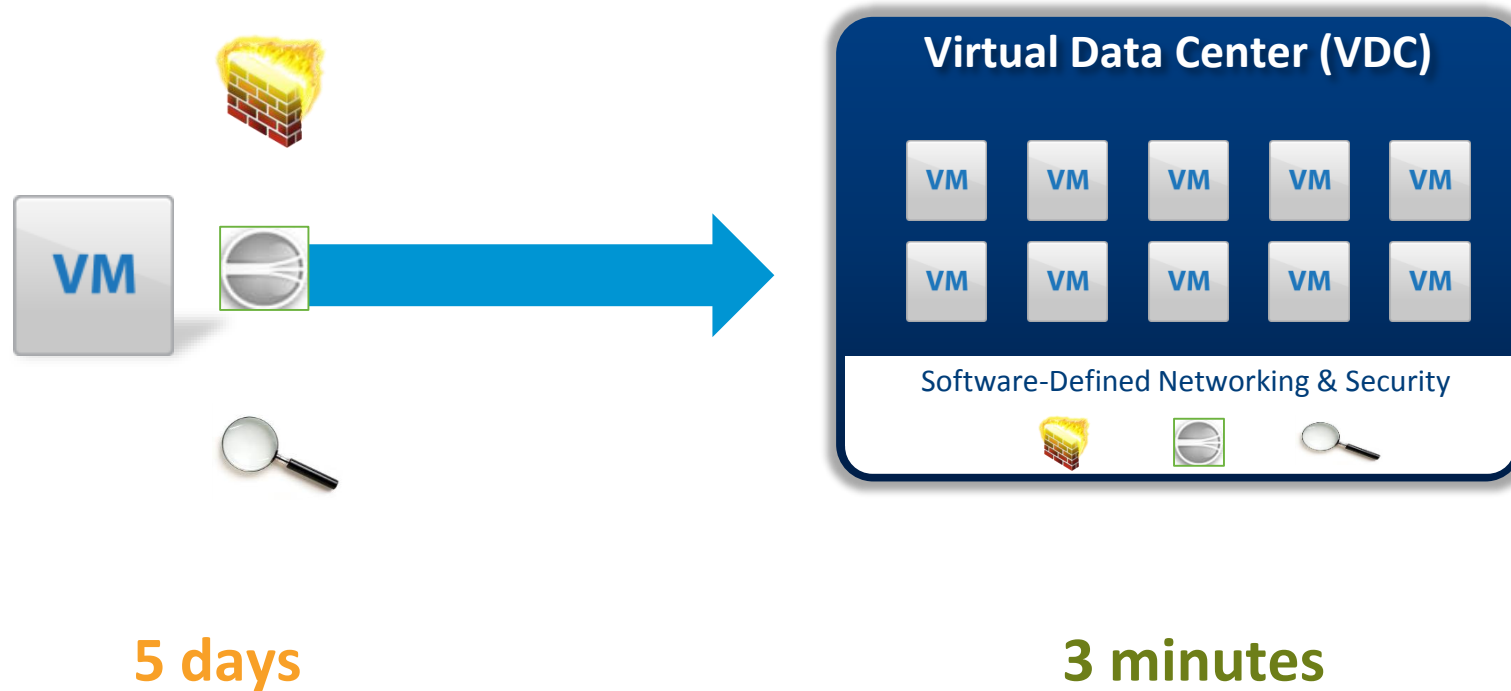 Virtual Data Center (VDC)
VM VM VM VM VM
VM
VM VM VM VM VM
Software-Defined Networking & Security
5 days
3 minutes